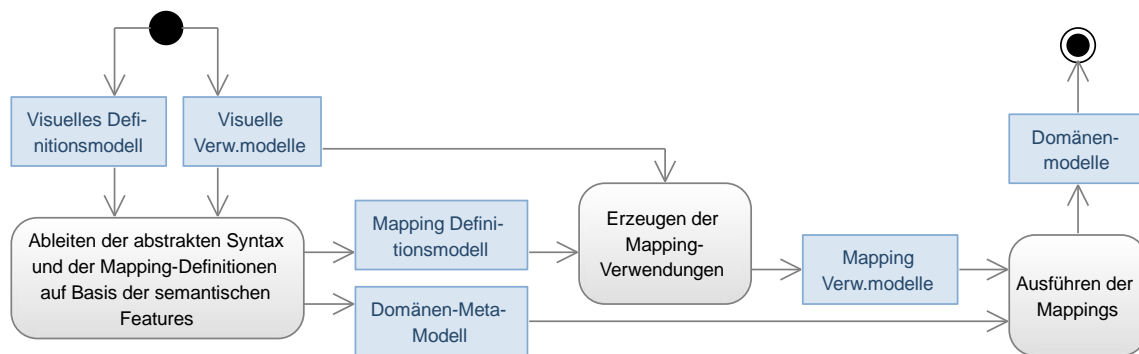 Visuelles Defi-
nitionsmodell
Visuelle
Verw.modelle
Domänen-
modelle
Ableiten der abstrakten Syntax
und der Mapping-Definitionen
auf Basis der semantischen
Features
Mapping Defini-
tionsmodell
Domänen-Meta-
Modell
Erzeugen der
Mapping-
Verwendungen
Mapping
Verw.modelle
Ausführen der
Mappings